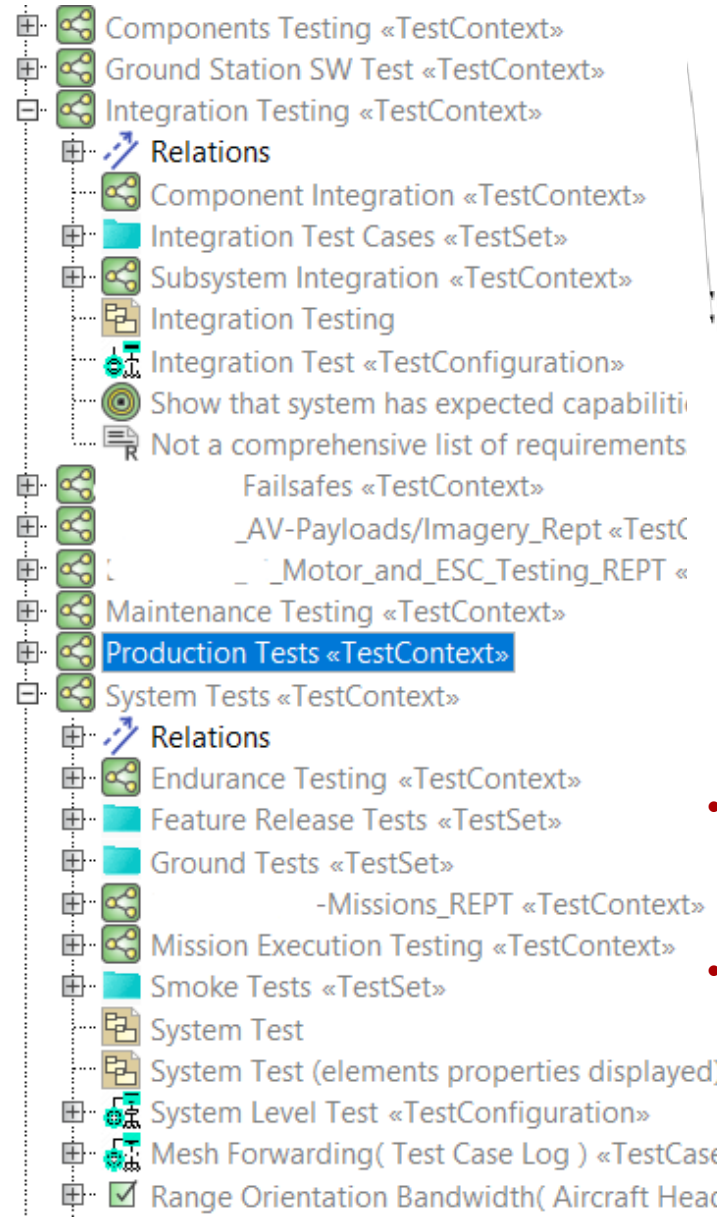 Components Testing «TestContext»
Ground Station SW Test «TestContext»
Integration Testing «TestContext»
Relations
Component Integration «TestContext»
Integration Test Cases «TestSet»
Subsystem Integration «TestContext»
Integration Testing
Integration Test «TestConfiguration»
Show that system has expected
Not a comprehensive list of requirements
Failsafes «TestContext»
_AV-Payloads/Imagery_Rept
_Motor_and_ESC_Testing_REPT «
Maintenance Testing «TestContext»
Production Tests «TestContext»
System Tests «TestContext»
Relations
Endurance Testing «TestContext»
Feature Release Tests «TestSet»
Ground Tests «TestSet»
-Missions_REPT «TestContext»
Mission Execution Testing «TestContext»
Smoke Tests «TestSet»
System Test
System Test (elements properties displayed)
System Level Test «TestConfiguration»
Mesh Forwarding( Test Case Log ) «TestCase
Range Orientation Bandwidth( Aircraft